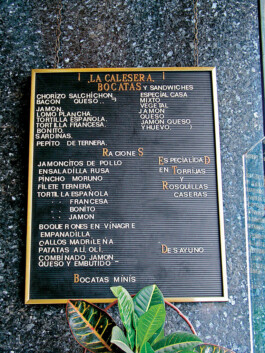 LA CALESERA
BOCATAS Y SANDWICHES
CHORIZO SALCHICHON
BACON QUESO
JAMON
LOMO PLANCHA.
TORTILLA ESPAÑOLA.
TORTILLA FRANCESA
BONITO.
SARDINAS.
PEPITO DE TERNERA.
ESPECIAL CASA
MIXTO
VEGETAL
JAMON.
QUESO
JAMON QUESO
Y HUEVO.
RACIONES
JAMONCITOS DE POLLO
ENSALADILLA RUSA
PINCHO MORUNO
FILETE TERNERA
TORTILLA ESPAÑOLA
FRANCESA
BONITO
JAMON
BOQUERONES EN VINAGRE
EMPANADILLA
CALLOS MADRILEÑA
PATATAS ALI OLI.
COMBINADO JAMON
QUESO Y EMBUTIDO
ESPECIALIDAD
EN TORRIJAS
Y
ROSQUILLAS
CASERAS
DESAYUNO
BOCATAS MINIS